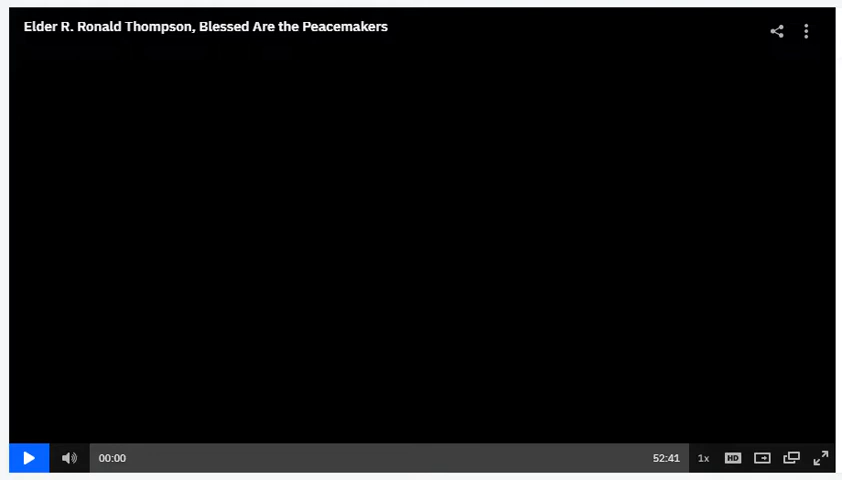 Elder R. Ronald Thompson, Blessed Are the Peacemakers
00:00 52:41 1x HD